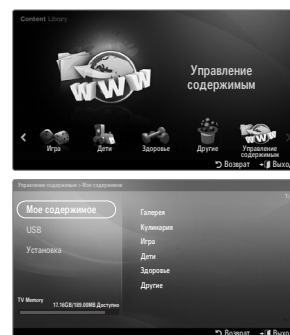 Content Library
Управление
содержимым
Игра
Дети
Здоровье
Другие
Управление
содержимым
Возврат
Выход
Управление содержимым > Мое содержимое
Мое содержимое
USB
Установка
Галерея
Кулинария
Игра
Дети
Здоровье
Другие
TV Memory
17.16GB/189.00MB Доступно
Возврат
Выход